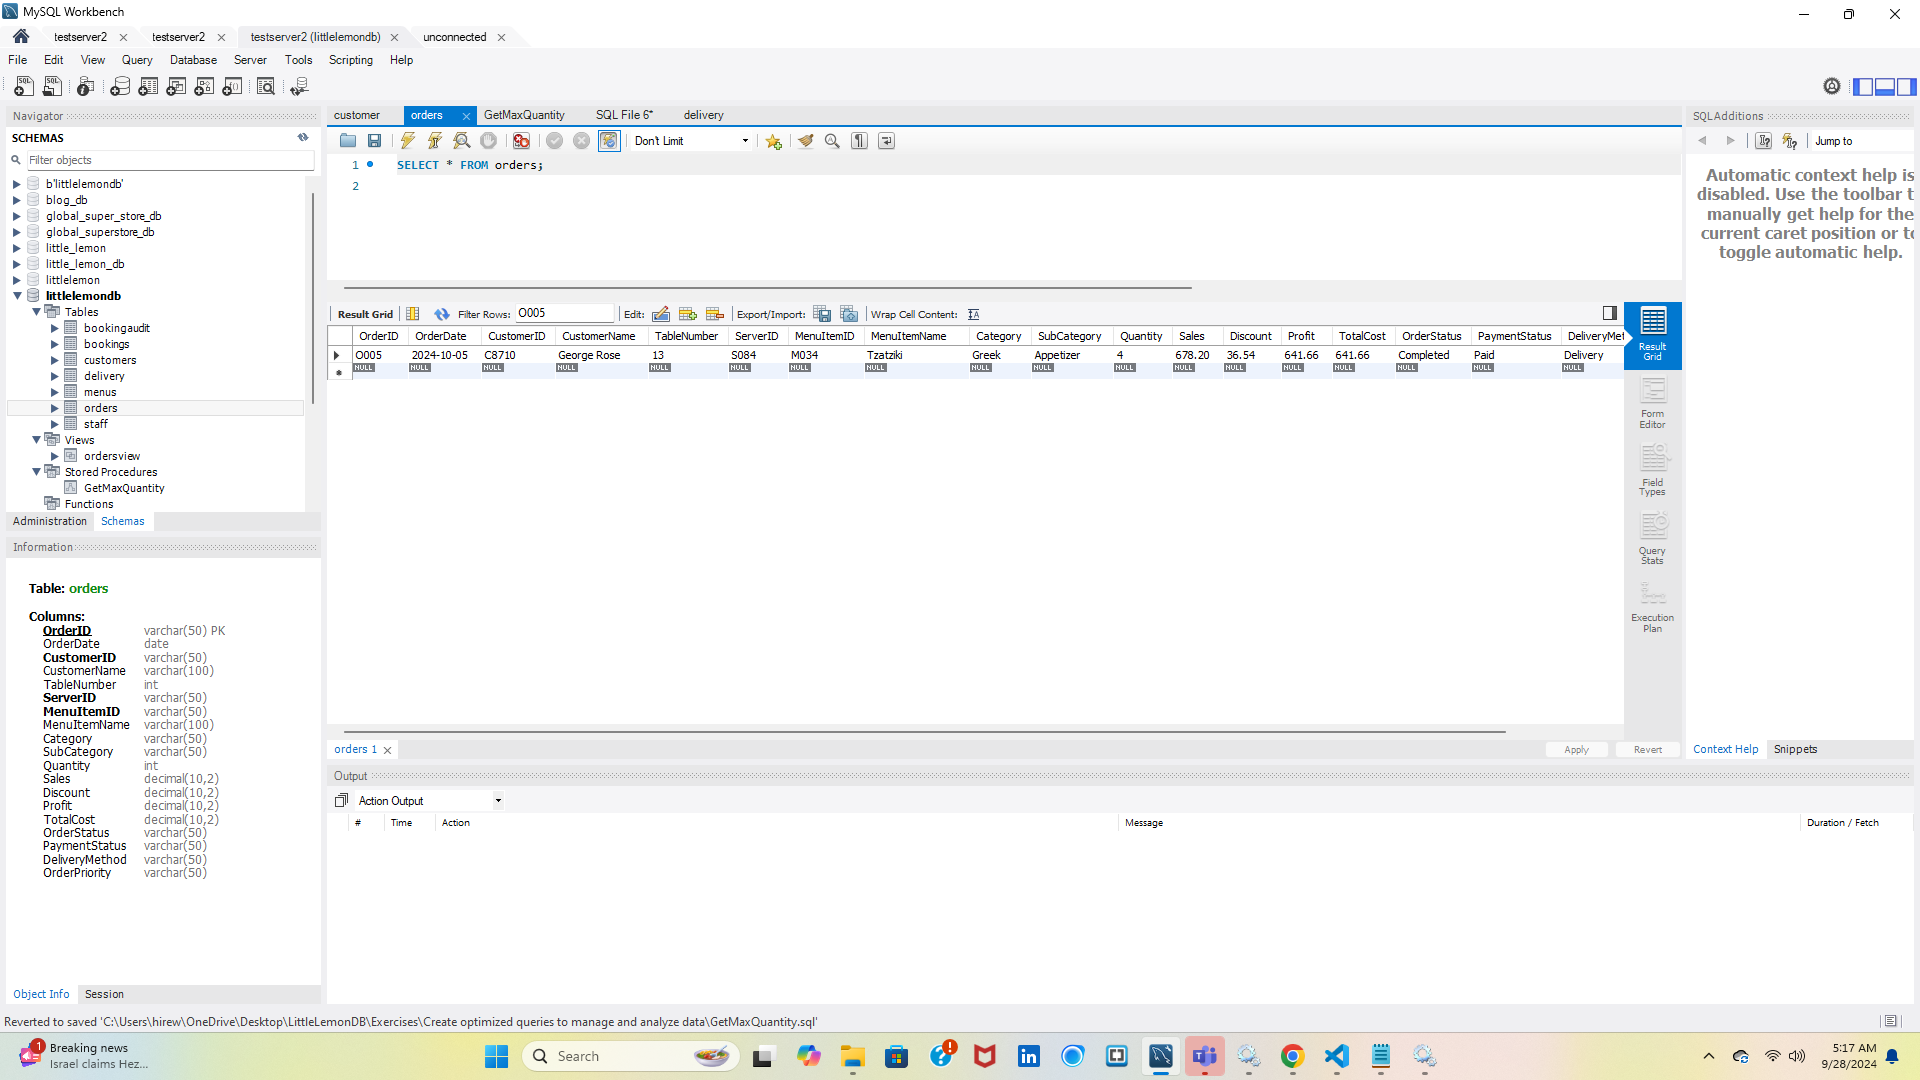 MySQL Workbench
testserver2
testserver2
testserver2 (littlelemondb)
unconnected
File Edit View Query Database Server Tools Scripting Help
Navigator
SCHEMAS
Filter objects
b'littlelemondb'
blog_db
global_super_store_db
global_superstore_db
little_lemon
little_lemon_db
littlelemon
littlelemondb
Tables
bookingaudit
bookings
customers
delivery
menus
orders
staff
Views
ordersview
Stored Procedures
GetMaxQuantity
Functions
Administration Schemas
Information
Table: orders
Columns:
OrderID varchar(50) PK
OrderDate date
CustomerID varchar(50)
CustomerName varchar(100)
TableNumber int
ServerID varchar(50)
MenuItemID varchar(50)
MenuItemName varchar(100)
Category varchar(50)
SubCategory varchar(50)
Quantity int
Sales decimal(10,2)
Discount decimal(10,2)
Profit decimal(10,2)
TotalCost decimal(10,2)
OrderStatus varchar(50)
PaymentStatus varchar(50)
DeliveryMethod varchar(50)
OrderPriority varchar(50)
Object Info Session
customer orders GetMaxQuantity SQL File 6* delivery
Don't Limit
1 SELECT * FROM orders;
2
Result Grid Filter Rows: O005 Edit: Export/Import: Wrap Cell Content:
OrderID OrderDate CustomerID CustomerName TableNumber ServerID MenuItemID MenuItemName Category SubCategory Quantity Sales Discount Profit TotalCost OrderStatus PaymentStatus DeliveryMet
O005 2024-10-05 C8710 George Rose 13 S084 M034 Tzatziki Greek Appetizer 4 678.20 36.54 641.66 641.66 Completed Paid Delivery
NULL NULL NULL NULL NULL NULL NULL NULL NULL NULL NULL NULL NULL NULL NULL NULL NULL NULL
Result Grid
Form Editor
Field Types
Query Stats
Execution Plan
orders 1
Apply Revert
Output
Action Output
# Time Action Message Duration / Fetch
SQLAdditions
Jump to
Automatic context help is
disabled. Use the toolbar t
manually get help for the
current caret position or to
toggle automatic help.
Context Help Snippets
Reverted to saved 'C:\Users\hirew\OneDrive\Desktop\LittleLemonDB\Exercises\Create optimized queries to manage and analyze data\GetMaxQuantity.sql'
1
Breaking news
Israel claims Hez...
Search
5:17 AM
9/28/2024